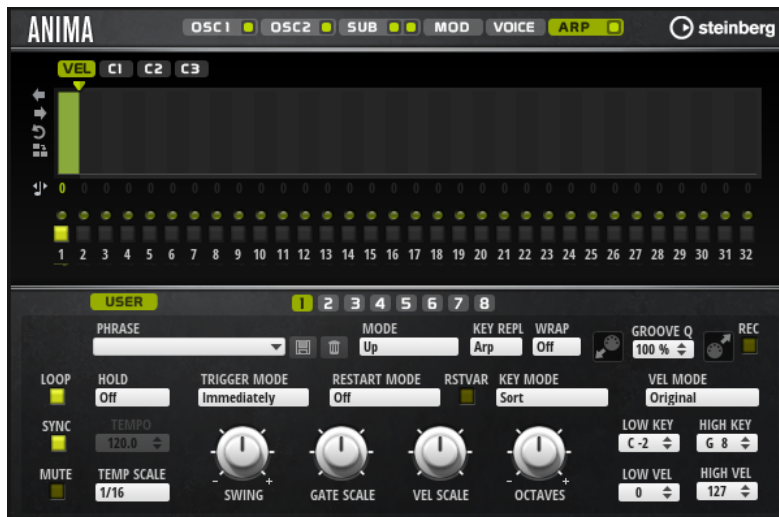 ANIMA OSC1 OSC2 SUB MOD VOICE ARP steinberg
VEL C1 C2 C3
0 0 0 0 0 0 0 0 0 0 0 0 0 0 0 0 0 0 0 0 0 0 0 0 0 0 0 0 0 0 0 0
1 2 3 4 5 6 7 8 9 10 11 12 13 14 15 16 17 18 19 20 21 22 23 24 25 26 27 28 29 30 31 32
USER 1 2 3 4 5 6 7 8
PHRASE MODE KEY REPL WRAP GROOVE Q REC
Up Arp Off 100 %
LOOP HOLD TRIGGER MODE RESTART MODE RSTVAR KEY MODE VEL MODE
Off Immediately Off Sort Original
SYNC TEMPO LOW KEY HIGH KEY
120.0 C -2 G 8
MUTE TEMP SCALE - + LOW VEL HIGH VEL
1/16 SWING GATE SCALE VEL SCALE OCTAVES 0 127